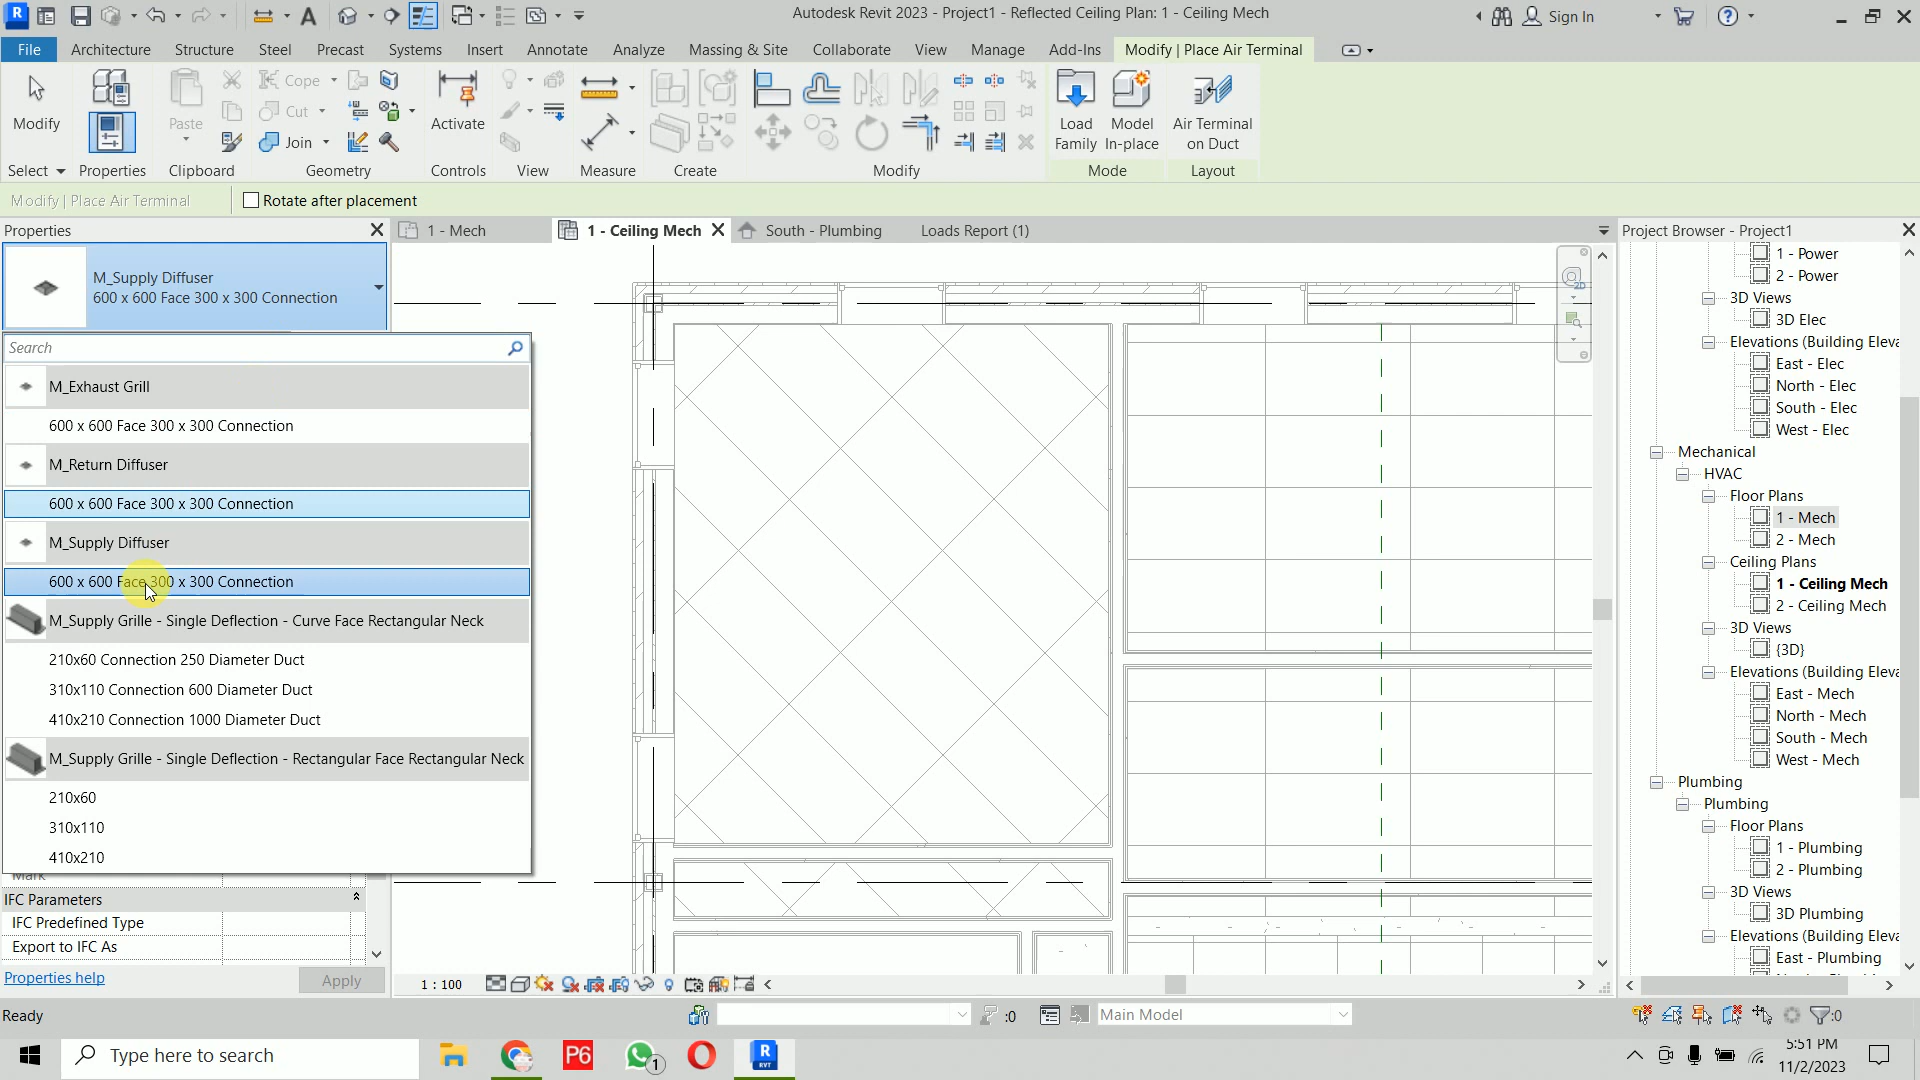 Autodesk Revit 2023 - Project1 - Reflected Ceiling Plan: 1 - Ceiling Mech
Sign In
File Architecture Structure Steel Precast Systems Insert Annotate Analyze Massing & Site Collaborate View Manage Add-Ins Modify | Place Air Terminal
Modify
Paste
Cope
Cut
Join
Activate
Load Family
Model In-place
Air Terminal on Duct
Select Properties Clipboard Geometry Controls View Measure Create Modify Mode Layout
Modify | Place Air Terminal
Rotate after placement
Properties
1 - Mech
1 - Ceiling Mech
South - Plumbing
Loads Report (1)
Project Browser - Project1
M_Supply Diffuser
600 x 600 Face 300 x 300 Connection
Search
M_Exhaust Grill
600 x 600 Face 300 x 300 Connection
M_Return Diffuser
600 x 600 Face 300 x 300 Connection
M_Supply Diffuser
600 x 600 Face 300 x 300 Connection
M_Supply Grille - Single Deflection - Curve Face Rectangular Neck
210x60 Connection 250 Diameter Duct
310x110 Connection 600 Diameter Duct
410x210 Connection 1000 Diameter Duct
M_Supply Grille - Single Deflection - Rectangular Face Rectangular Neck
210x60
310x110
410x210
Mark
IFC Parameters
IFC Predefined Type
Export to IFC As
Properties help
Apply
1 : 100
2D
1 - Power
2 - Power
3D Views
3D Elec
Elevations (Building Eleva
East - Elec
North - Elec
South - Elec
West - Elec
Mechanical
HVAC
Floor Plans
1 - Mech
2 - Mech
Ceiling Plans
1 - Ceiling Mech
2 - Ceiling Mech
3D Views
{3D}
Elevations (Building Eleva
East - Mech
North - Mech
South - Mech
West - Mech
Plumbing
Plumbing
Floor Plans
1 - Plumbing
2 - Plumbing
3D Views
3D Plumbing
Elevations (Building Eleva
East - Plumbing
Ready
:0
Main Model
:0
Type here to search
P6
1
R
RVT
5:51 PM
11/2/2023